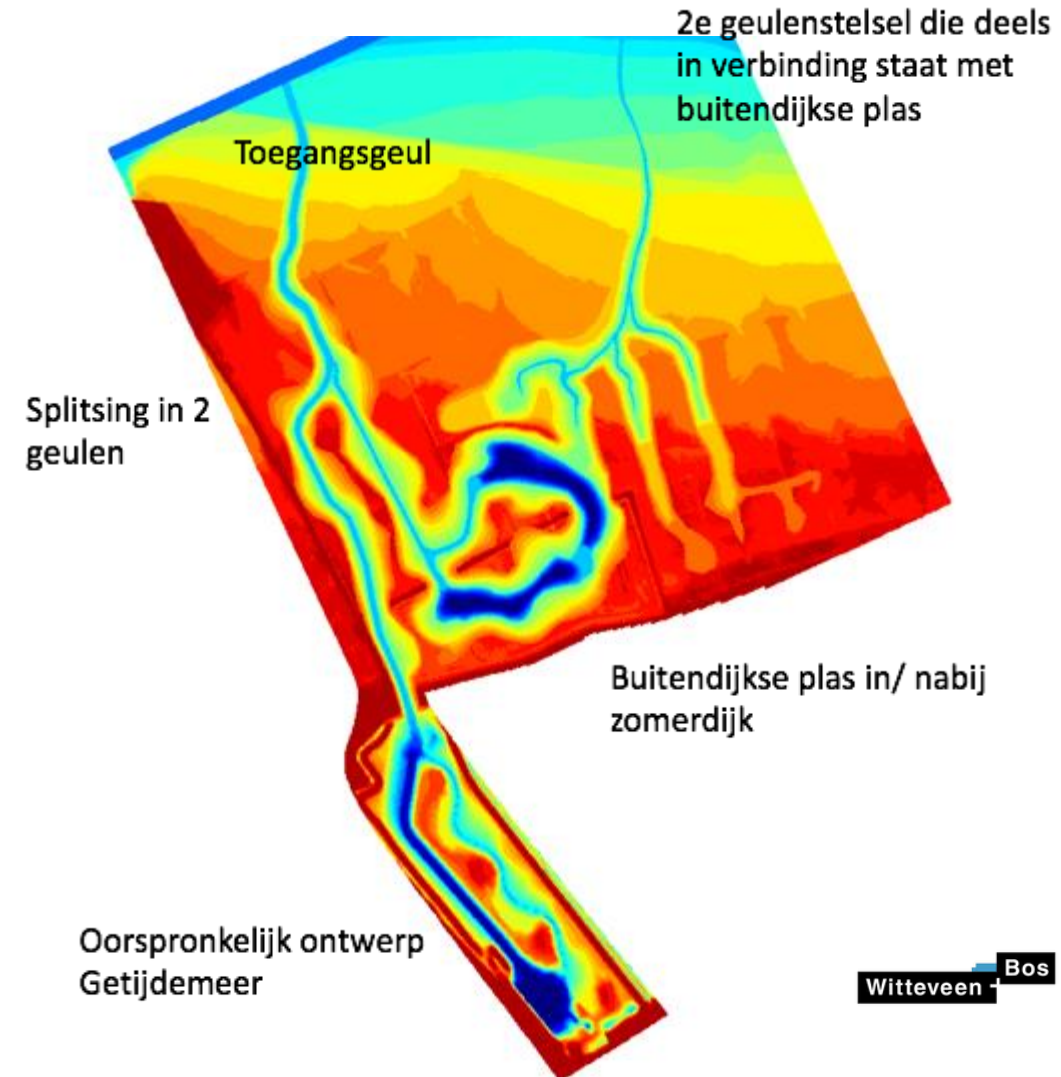 2e geulenstelsel die deels
in verbinding staat met
buitendijkse plas
Toegangsgeul
Splitsing in 2
geulen
Buitendijkse plas in/ nabij
zomerdijk
Oorspronkelijk ontwerp
Getijdemeer
Witteveen + Bos